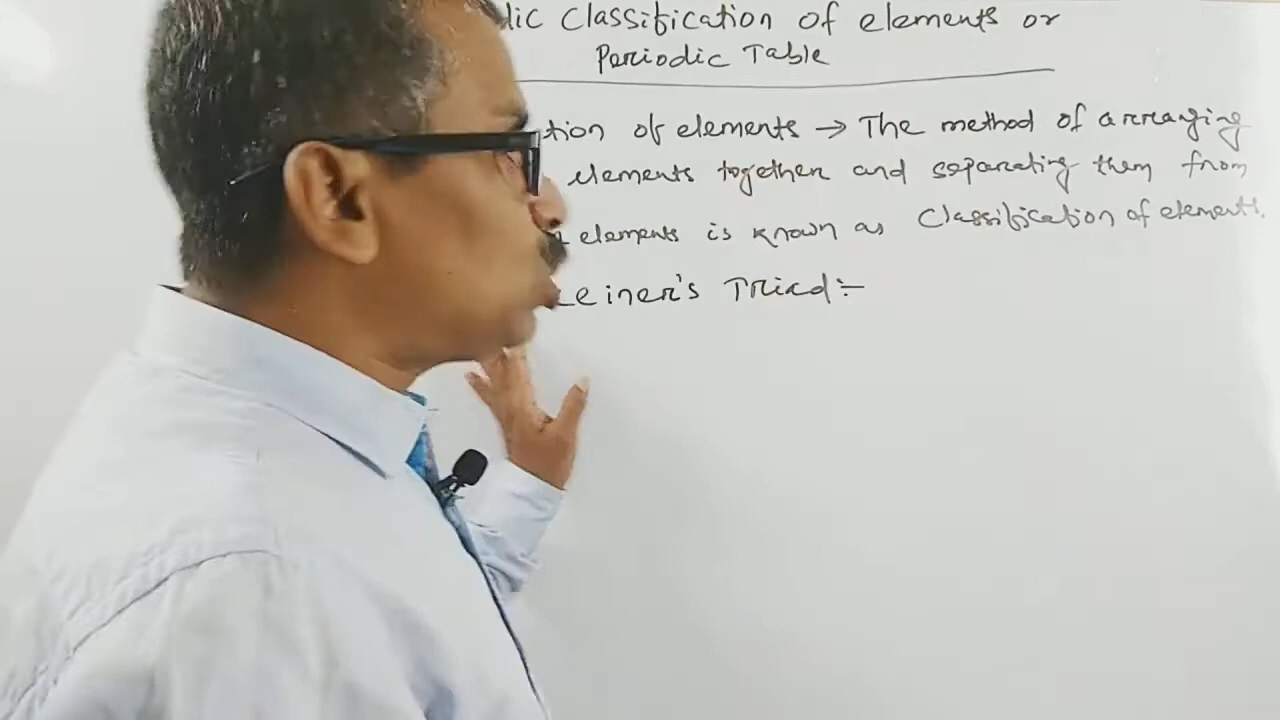 dic Classification of elements or
Periodic Table
tion of elements → The method of arranging
elements together and separating them from
elements is known as Classification of elements.
einer's Triad :-